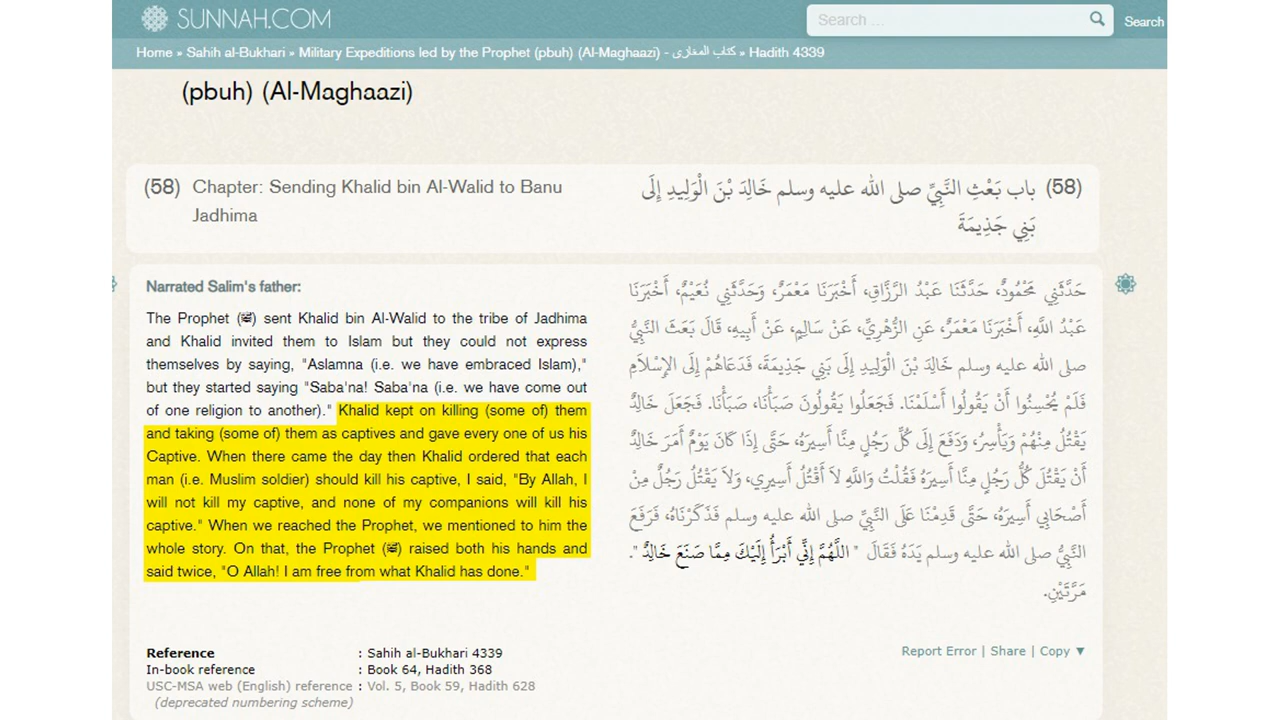 SUNNAH.COM
Search ...
Search
Home » Sahih al-Bukhari » Military Expeditions led by the Prophet (pbuh) (Al-Maghaazi) - كتاب المغازى » Hadith 4339
(pbuh) (Al-Maghaazi)
(58) Chapter: Sending Khalid bin Al-Walid to Banu
Jadhima
(58) باب بَعْثِ النَّبِيِّ صلى الله عليه وسلم خَالِدَ بْنَ الْوَلِيدِ إِلَى
بَنِي جَذِيمَةَ
Narrated Salim's father:
The Prophet (ﷺ) sent Khalid bin Al-Walid to the tribe of Jadhima
and Khalid invited them to Islam but they could not express
themselves by saying, "Aslamna (i.e. we have embraced Islam),"
but they started saying "Saba'na! Saba'na (i.e. we have come out
of one religion to another)." Khalid kept on killing (some of) them
and taking (some of) them as captives and gave every one of us his
Captive. When there came the day then Khalid ordered that each
man (i.e. Muslim soldier) should kill his captive, I said, "By Allah, I
will not kill my captive, and none of my companions will kill his
captive." When we reached the Prophet, we mentioned to him the
whole story. On that, the Prophet (ﷺ) raised both his hands and
said twice, "O Allah! I am free from what Khalid has done."
حَدَّثَنِي مَحْمُودٌ، حَدَّثَنَا عَبْدُ الرَّزَّاقِ، أَخْبَرَنَا مَعْمَرٌ، وَحَدَّثَنِي نُعَيْمٌ، أَخْبَرَنَا
عَبْدُ اللَّهِ، أَخْبَرَنَا مَعْمَرٌ، عَنِ الزُّهْرِيِّ، عَنْ سَالِمٍ، عَنْ أَبِيهِ، قَالَ بَعَثَ النَّبِيُّ
صلى الله عليه وسلم خَالِدَ بْنَ الْوَلِيدِ إِلَى بَنِي جَذِيمَةَ، فَدَعَاهُمْ إِلَى الإِسْلاَمِ
فَلَمْ يُحْسِنُوا أَنْ يَقُولُوا أَسْلَمْنَا. فَجَعَلُوا يَقُولُونَ صَبَأْنَا، صَبَأْنَا. فَجَعَلَ خَالِدٌ
يَقْتُلُ مِنْهُمْ وَيَأْسِرُ، وَدَفَعَ إِلَى كُلِّ رَجُلٍ مِنَّا أَسِيرَهُ، حَتَّى إِذَا كَانَ يَوْمٌ أَمَرَ خَالِدٌ
أَنْ يَقْتُلَ كُلُّ رَجُلٍ مِنَّا أَسِيرَهُ فَقُلْتُ وَاللَّهِ لاَ أَقْتُلُ أَسِيرِي، وَلاَ يَقْتُلُ رَجُلٌ مِنْ
أَصْحَابِي أَسِيرَهُ، حَتَّى قَدِمْنَا عَلَى النَّبِيِّ صلى الله عليه وسلم فَذَكَرْنَاهُ، فَرَفَعَ
النَّبِيُّ صلى الله عليه وسلم يَدَهُ فَقَالَ " اللَّهُمَّ إِنِّي أَبْرَأُ إِلَيْكَ مِمَّا صَنَعَ خَالِدٌ ".
مَرَّتَيْنِ.
Reference : Sahih al-Bukhari 4339
In-book reference : Book 64, Hadith 368
USC-MSA web (English) reference : Vol. 5, Book 59, Hadith 628
(deprecated numbering scheme)
Report Error | Share | Copy ▼